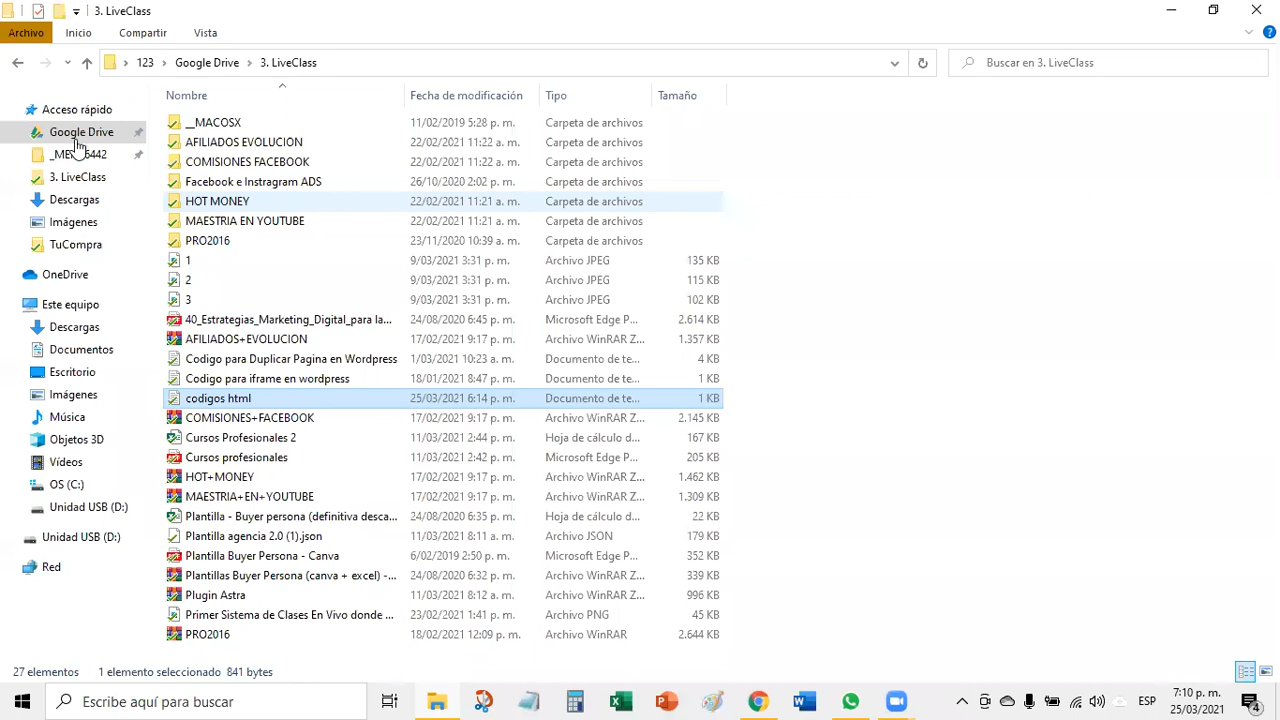 3. LiveClass
Archivo Inicio Compartir Vista
123 Google Drive 3. LiveClass Buscar en 3. LiveClass
Nombre Fecha de modificación Tipo Tamaño
Acceso rápido
Google Drive
3. LiveClass
Descargas
Imágenes
TuCompra
OneDrive
Este equipo
Descargas
Documentos
Escritorio
Imágenes
Música
Objetos 3D
Vídeos
OS (C:)
Unidad USB (D:)
Unidad USB (D:)
Red
__MACOSX 11/02/2019 5:28 p. m. Carpeta de archivos
AFILIADOS EVOLUCION 22/02/2021 11:22 a. m. Carpeta de archivos
COMISIONES FACEBOOK 22/02/2021 11:22 a. m. Carpeta de archivos
Facebook e Instragram ADS 26/10/2020 2:02 p. m. Carpeta de archivos
HOT MONEY 22/02/2021 11:21 a. m. Carpeta de archivos
MAESTRIA EN YOUTUBE 22/02/2021 11:21 a. m. Carpeta de archivos
PRO2016 23/11/2020 10:39 a. m. Carpeta de archivos
1 9/03/2021 3:31 p. m. Archivo JPEG 135 KB
2 9/03/2021 3:31 p. m. Archivo JPEG 115 KB
3 9/03/2021 3:31 p. m. Archivo JPEG 102 KB
40_Estrategias_Marketing_Digital_para la... 24/08/2020 6:45 p. m. Microsoft Edge P... 2.614 KB
AFILIADOS+EVOLUCION 17/02/2021 9:17 p. m. Archivo WinRAR Z... 1.357 KB
Codigo para Duplicar Pagina en Wordpress 1/03/2021 10:23 a. m. Documento de te... 4 KB
Codigo para iframe en wordpress 18/01/2021 8:47 p. m. Documento de te... 1 KB
codigos html 25/03/2021 6:14 p. m. Documento de te... 1 KB
COMISIONES+FACEBOOK 17/02/2021 9:17 p. m. Archivo WinRAR Z... 2.145 KB
Cursos Profesionales 2 11/03/2021 2:44 p. m. Hoja de cálculo d... 167 KB
Cursos profesionales 11/03/2021 2:42 p. m. Microsoft Edge P... 205 KB
HOT+MONEY 17/02/2021 9:17 p. m. Archivo WinRAR Z... 1.462 KB
MAESTRIA+EN+YOUTUBE 17/02/2021 9:17 p. m. Archivo WinRAR Z... 1.309 KB
Plantilla - Buyer persona (definitiva desca... 24/08/2020 6:35 p. m. Hoja de cálculo d... 22 KB
Plantilla agencia 2.0 (1).json 11/03/2021 8:11 a. m. Archivo JSON 179 KB
Plantilla Buyer Persona - Canva 6/02/2019 2:50 p. m. Microsoft Edge P... 352 KB
Plantillas Buyer Persona (canva + excel) -... 24/08/2020 6:32 p. m. Archivo WinRAR Z... 339 KB
Plugin Astra 11/03/2021 8:12 a. m. Archivo WinRAR Z... 996 KB
Primer Sistema de Clases En Vivo donde ... 23/02/2021 1:41 p. m. Archivo PNG 45 KB
PRO2016 18/02/2021 12:09 p. m. Archivo WinRAR 2.644 KB
27 elementos 1 elemento seleccionado 841 bytes
Escribe aquí para buscar ESP 7:10 p. m.
25/03/2021 4